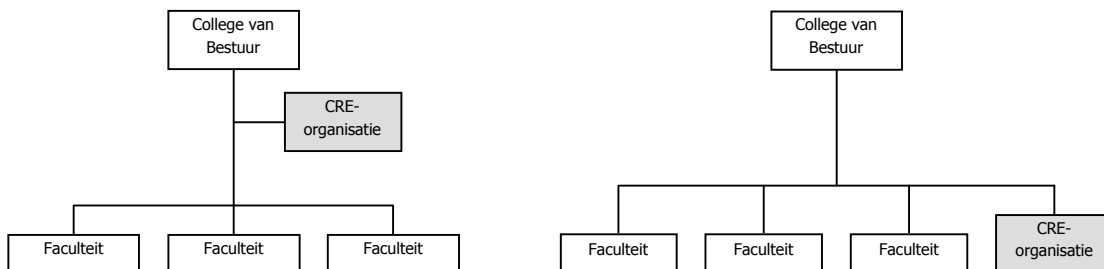 College van
Bestuur
CRE-
organisatie
Faculteit
Faculteit
Faculteit
College van
Bestuur
Faculteit
Faculteit
Faculteit
CRE-
organisatie